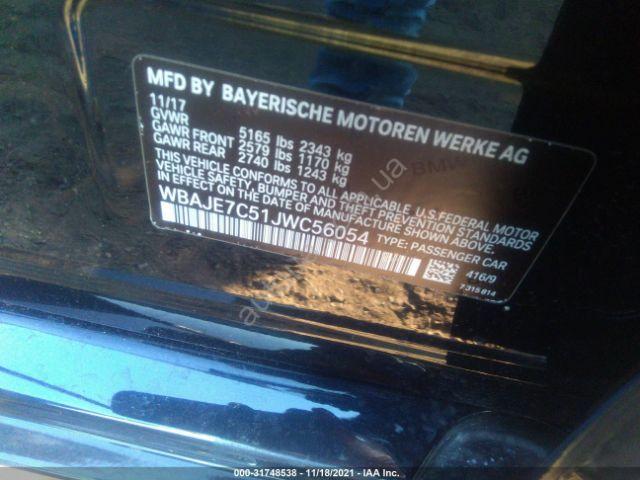 MFD BY BAYERISCHE MOTOREN WERKE AG
11/17
GVWR 5165 lbs 2343 kg
GAWR FRONT 2579 lbs 1170 kg
GAWR REAR 2740 lbs 1243 kg
THIS VEHICLE CONFORMS TO ALL APPLICABLE U.S.FEDERAL MOTOR
VEHICLE SAFETY, BUMPER, AND THEFT PREVENTION STANDARDS
IN EFFECT ON THE DATE OF MANUFACTURE SHOWN ABOVE.
WBAJE7C51JWC56054 TYPE: PASSENGER CAR
416/9
7315814
000-31748538 - 11/18/2021 - IAA Inc.